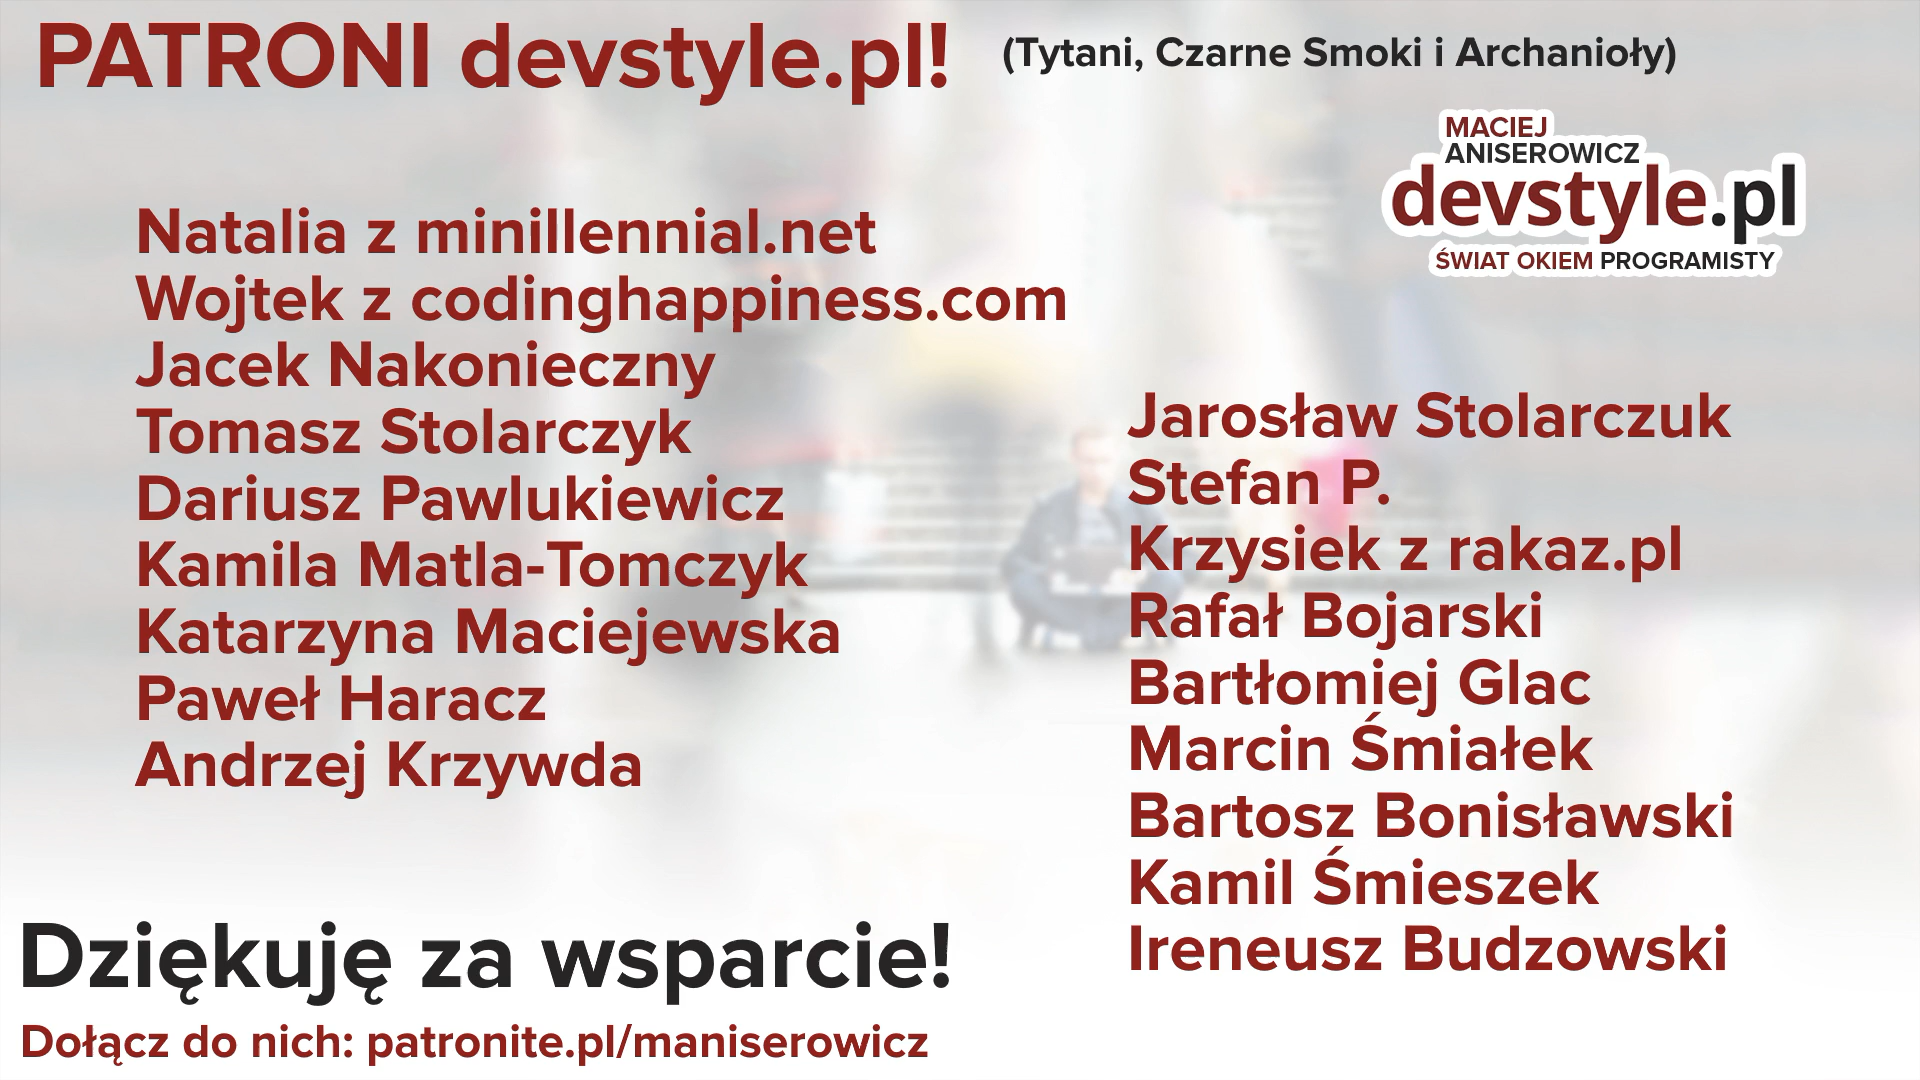 PATRONI devstyle.pl! (Tytani, Czarne Smoki i Archanioły)
MACIEJ
ANISEROWICZ
devstyle.pl
ŚWIAT OKIEM PROGRAMISTY
Natalia z minillennial.net
Wojtek z codinghappiness.com
Jacek Nakonieczny
Tomasz Stolarczyk
Dariusz Pawlukiewicz
Kamila Matla-Tomczyk
Katarzyna Maciejewska
Paweł Haracz
Andrzej Krzywda
Jarosław Stolarczuk
Stefan P.
Krzysiek z rakaz.pl
Rafał Bojarski
Bartłomiej Glac
Marcin Śmiałek
Bartosz Bonisławski
Kamil Śmieszek
Ireneusz Budzowski
Dziękuję za wsparcie!
Dołącz do nich: patronite.pl/maniserowicz